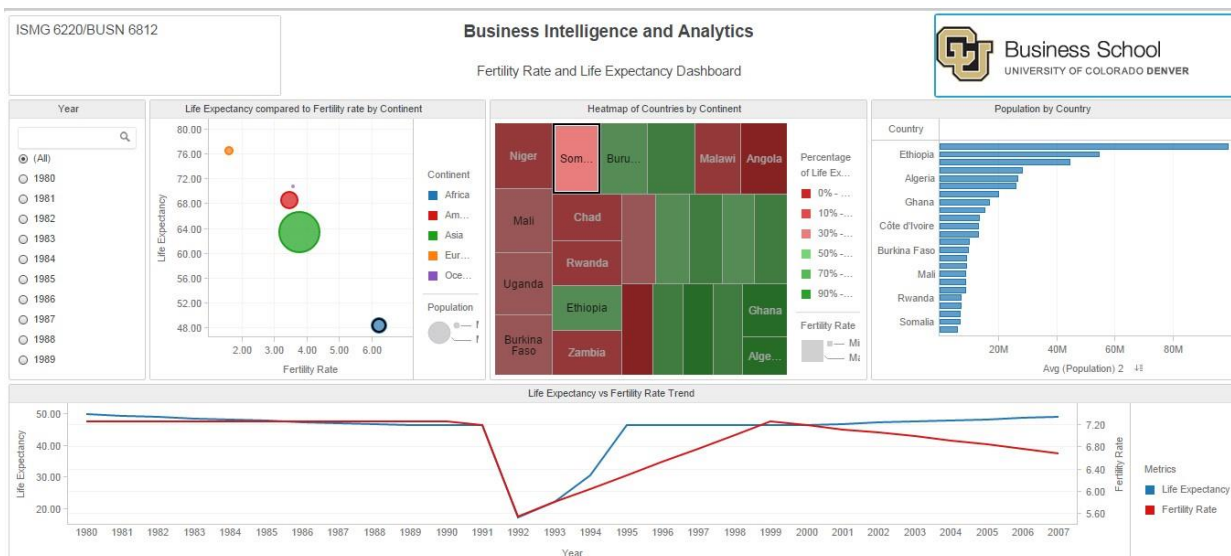 ISMG 6220/BUSN 6812
Business Intelligence and Analytics
Fertility Rate and Life Expectancy Dashboard
CU
Business School
UNIVERSITY OF COLORADO DENVER
Year
(All)
1980
1981
1982
1983
1984
1985
1986
1987
1988
1989
Life Expectancy compared to Fertility rate by Continent
Life Expectancy
80.00
76.00
72.00
68.00
64.00
60.00
56.00
52.00
48.00
2.00 3.00 4.00 6.00
Fertility Rate
Continent
Africa
Am...
Asia
Eur...
Oce...
Population
Heatmap of Countries by Continent
Niger Som... Buru... Malawi Angola
Mali Chad
Rwanda
Uganda Ethiopia Ghana
Burkina Faso Zambia Alge...
Percentage
of Life Ex...
0% - ...
10% - ...
30% - ...
50% - ...
70% - ...
90% - ...
Fertility Rate
Mi
Ma
Population by Country
Country
Ethiopia
Algeria
Ghana
Côte d'Ivoire
Burkina Faso
Mali
Rwanda
Somalia
20M 40M 60M 80M
Avg (Population) 2
Life Expectancy vs Fertility Rate Trend
Life Expectancy
50.00
40.00
30.00
20.00
7.20
6.80
6.40
6.00
5.60
Fertility Rate
1980 1981 1982 1983 1984 1985 1986 1987 1988 1989 1990 1991 1992 1993 1994 1995 1996 1997 1998 1999 2000 2001 2002 2003 2004 2005 2006 2007
Year
Metrics
Life Expectancy
Fertility Rate